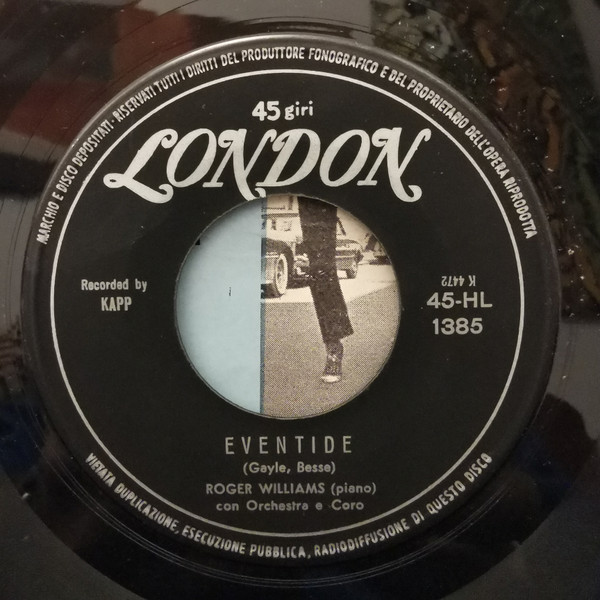 MARCHIO E DISCO DEPOSITATI · RISERVATI TUTTI I DIRITTI DEL PRODUTTORE FONOGRAFICO E DEL PROPRIETARIO DELL'OPERA RIPRODOTTA
45 giri
LONDON
Recorded by
KAPP
K 4472
45-HL
1385
EVENTIDE
(Gayle, Besse)
ROGER WILLIAMS (piano)
con Orchestra e Coro
VIETATA DUPLICAZIONE, ESECUZIONE PUBBLICA, RADIODIFFUSIONE DI QUESTO DISCO